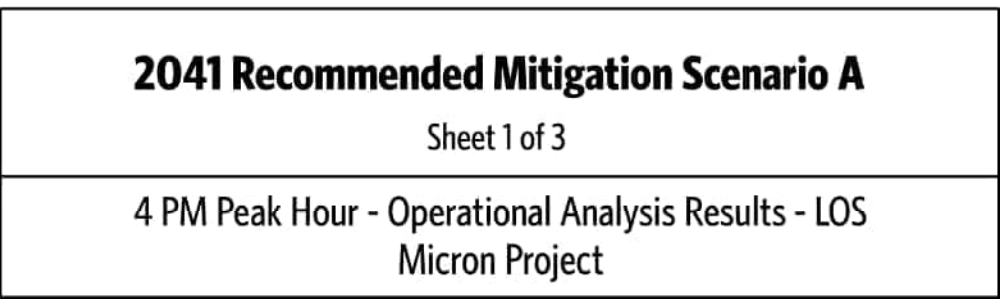 2041 Recommended Mitigation Scenario A
Sheet 1 of 3
4 PM Peak Hour - Operational Analysis Results - LOS
Micron Project